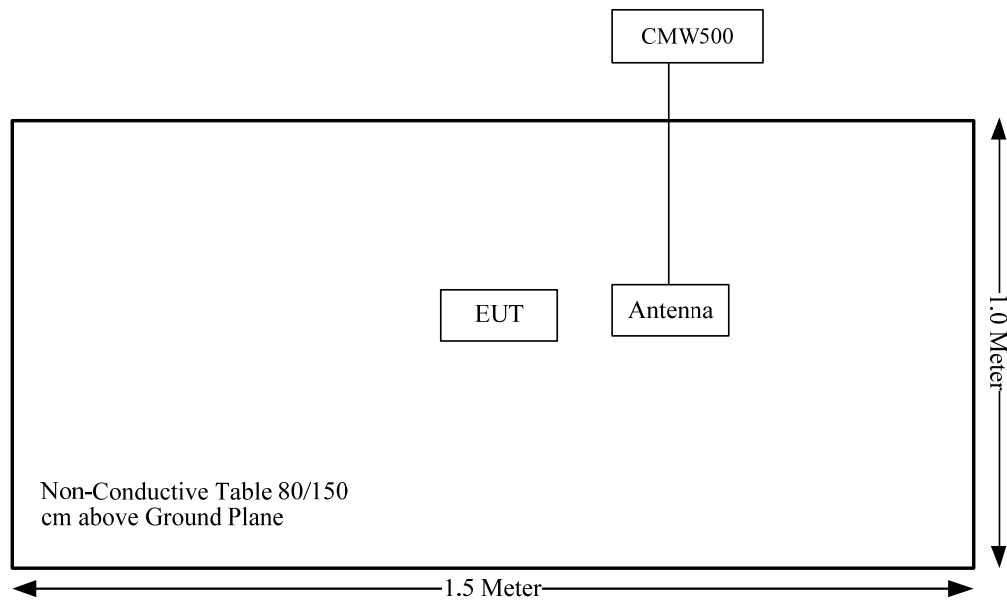 CMW500
EUT
Antenna
1.0 Meter
Non-Conductive Table 80/150
cm above Ground Plane
1.5 Meter